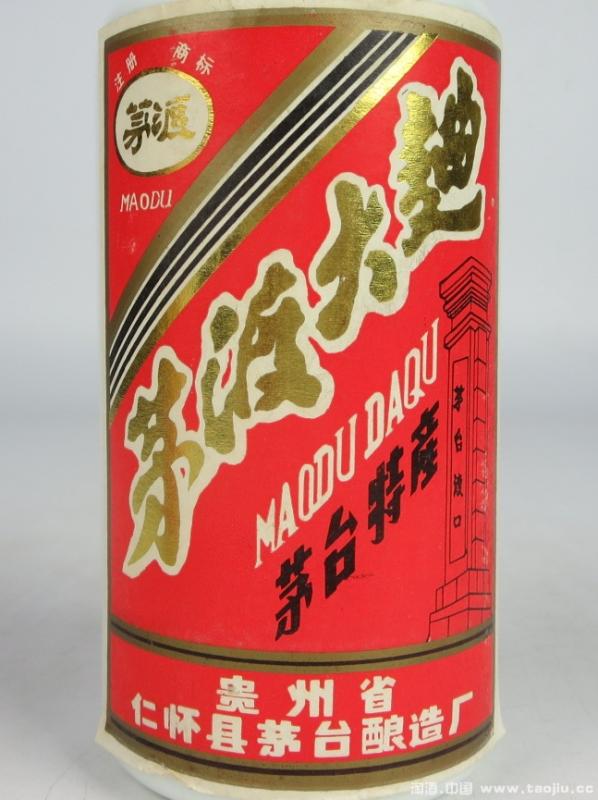 注册 商标
茅渡
MAODU
茅渡大曲
MAODU DAQU
茅台特产
茅台渡口
贵州省
仁怀县茅台酿造厂
淘酒.中国 www.taojiu.cc